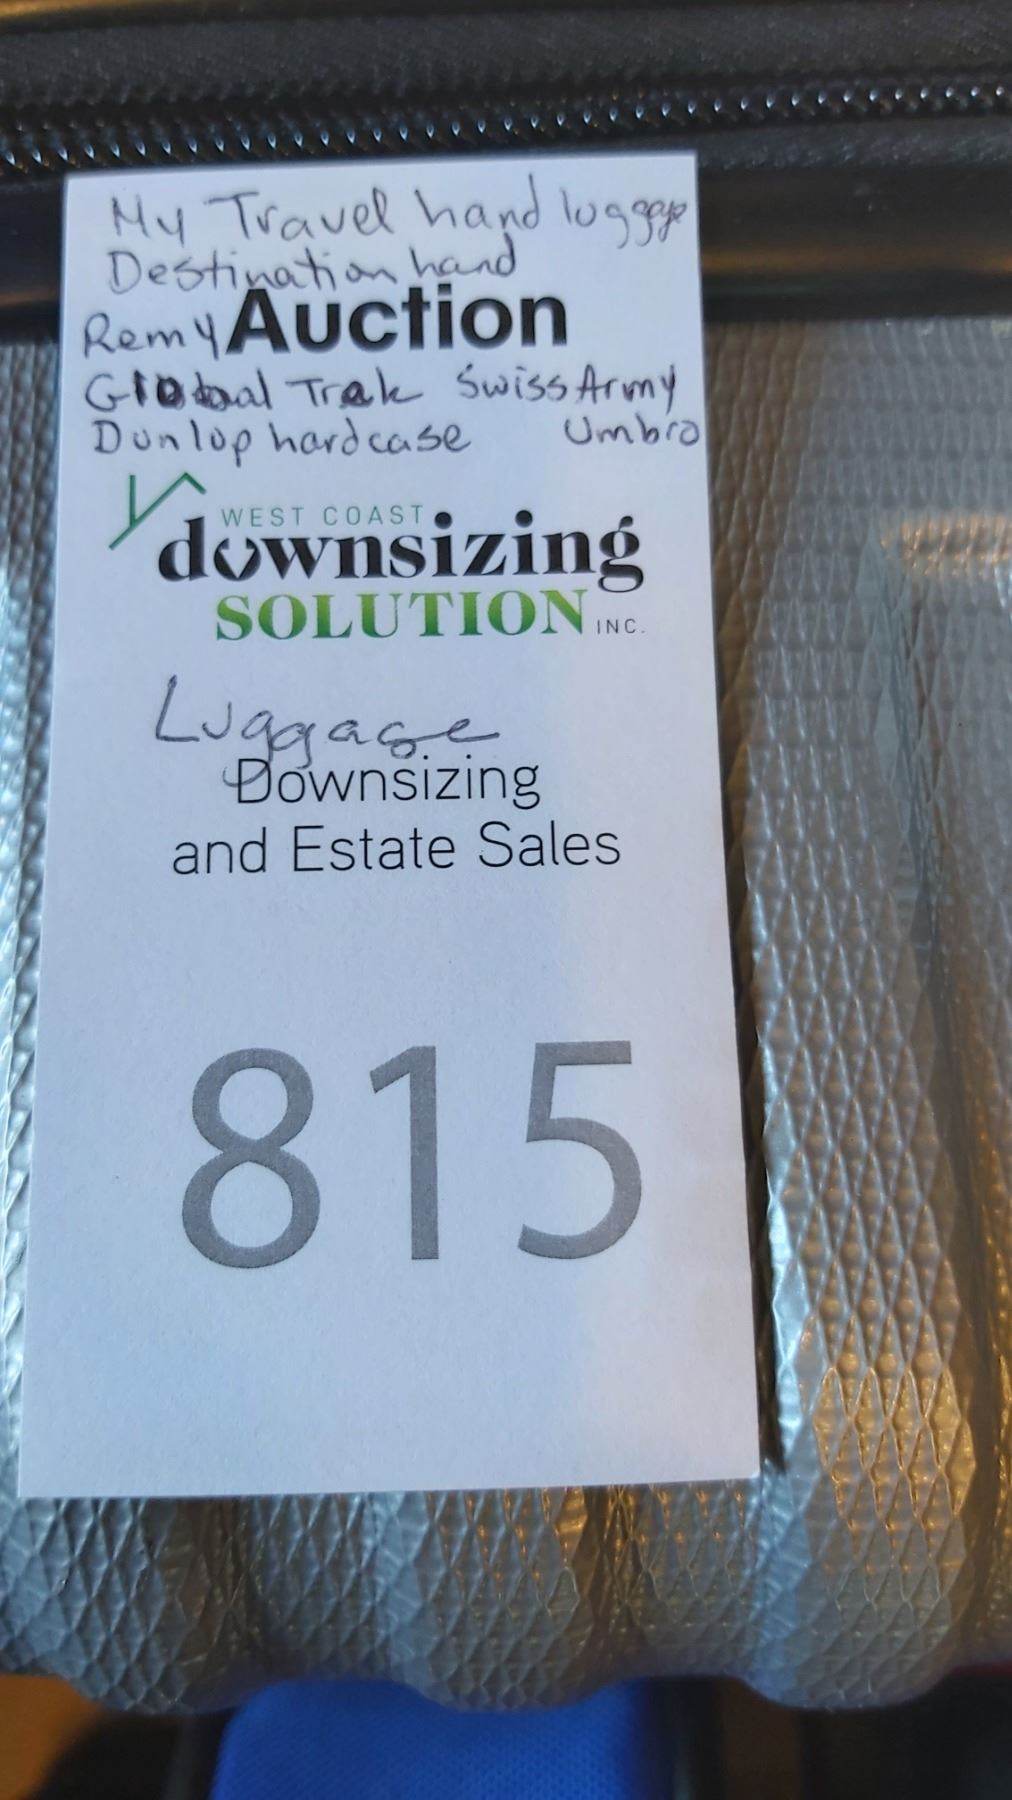 My Travel hand luggage
Destination hand
Remy Auction
Global Trak Swiss Army
Dunlop hardcase Umbro
WEST COAST
downsizing
SOLUTION INC.
Luggage
Downsizing
and Estate Sales
815